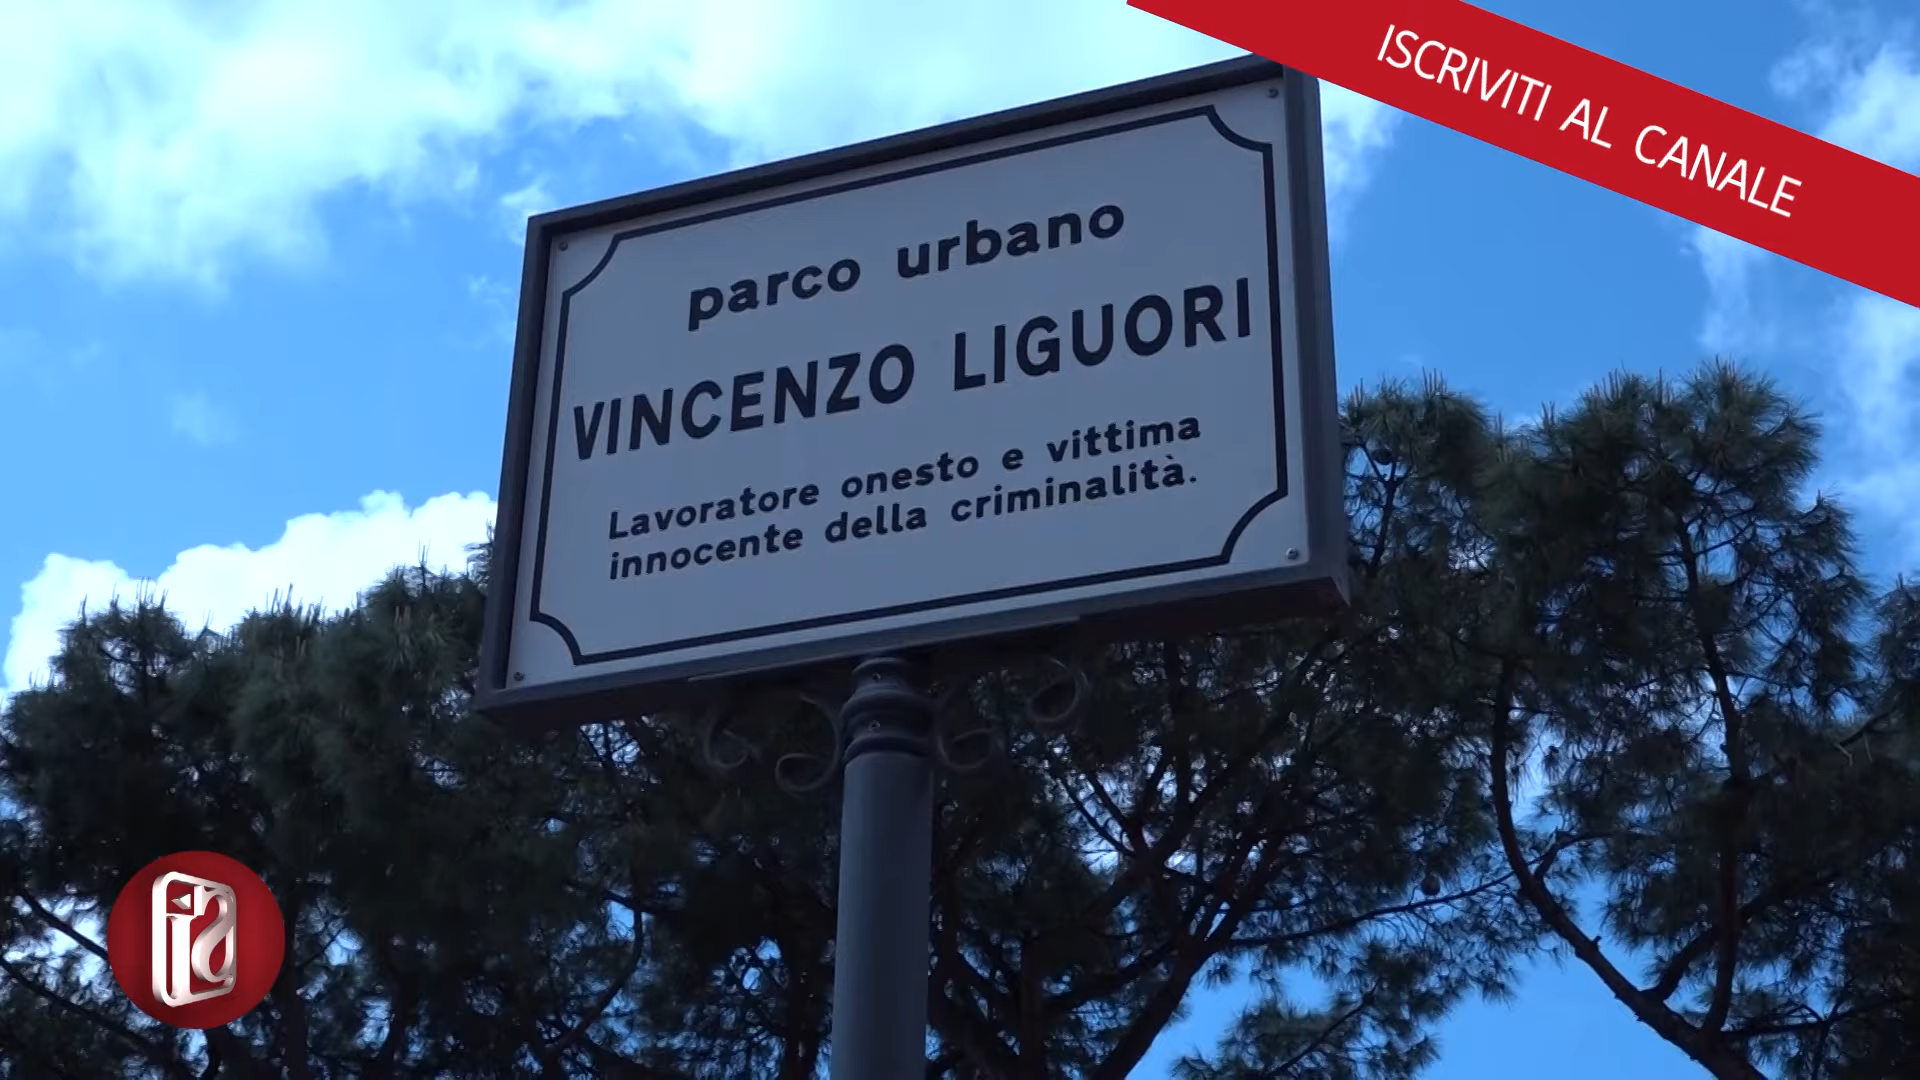 ISCRIVITI AL CANALE
parco urbano
VINCENZO LIGUORI
Lavoratore onesto e vittima
innocente della criminalità.